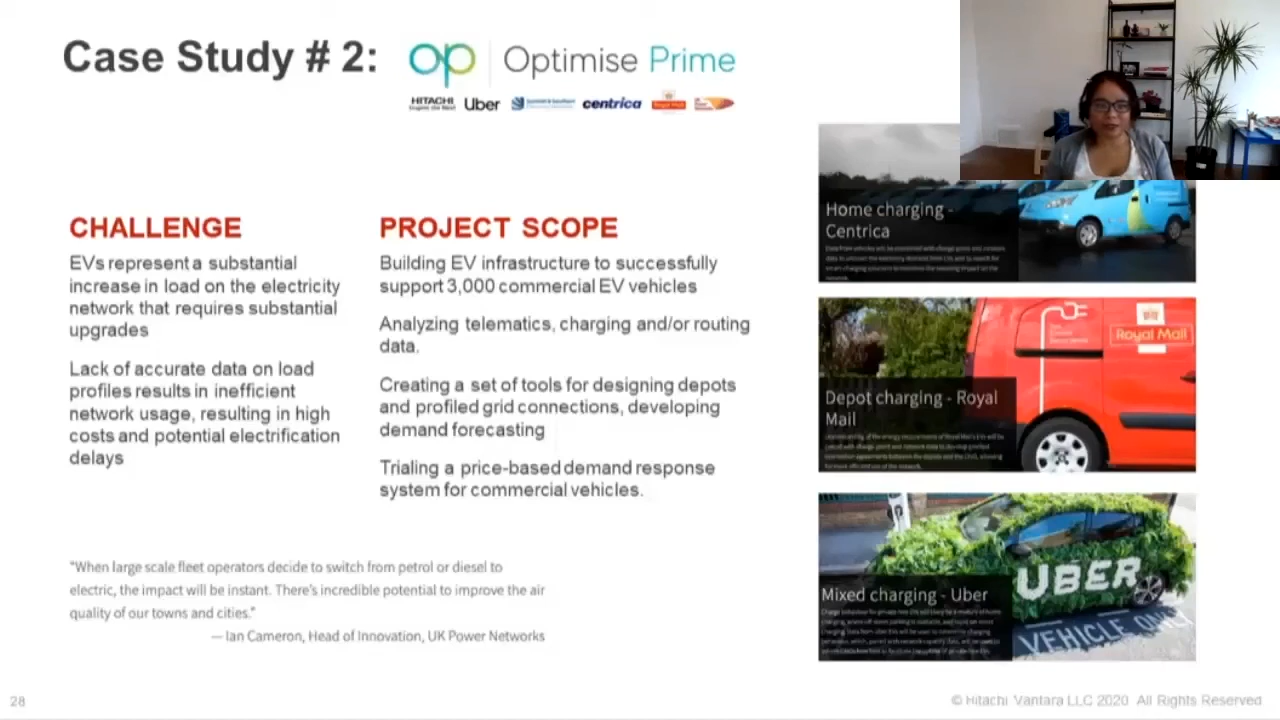 Case Study # 2:
op Optimise Prime
HITACHI Uber centrica Royal Mail
CHALLENGE
EVs represent a substantial
increase in load on the electricity
network that requires substantial
upgrades
Lack of accurate data on load
profiles results in inefficient
network usage, resulting in high
costs and potential electrification
delays
PROJECT SCOPE
Building EV infrastructure to successfully
support 3,000 commercial EV vehicles
Analyzing telematics, charging and/or routing
data.
Creating a set of tools for designing depots
and profiled grid connections, developing
demand forecasting
Trialing a price-based demand response
system for commercial vehicles.
"When large scale fleet operators decide to switch from petrol or diesel to
electric, the impact will be instant. There's incredible potential to improve the air
quality of our towns and cities."
— Ian Cameron, Head of Innovation, UK Power Networks
Home charging -
Centrica
Royal Mail
Depot charging - Royal
Mail
UBER
Mixed charging - Uber
VEHICLE ONLY
28
© Hitachi Vantara LLC 2020. All Rights Reserved